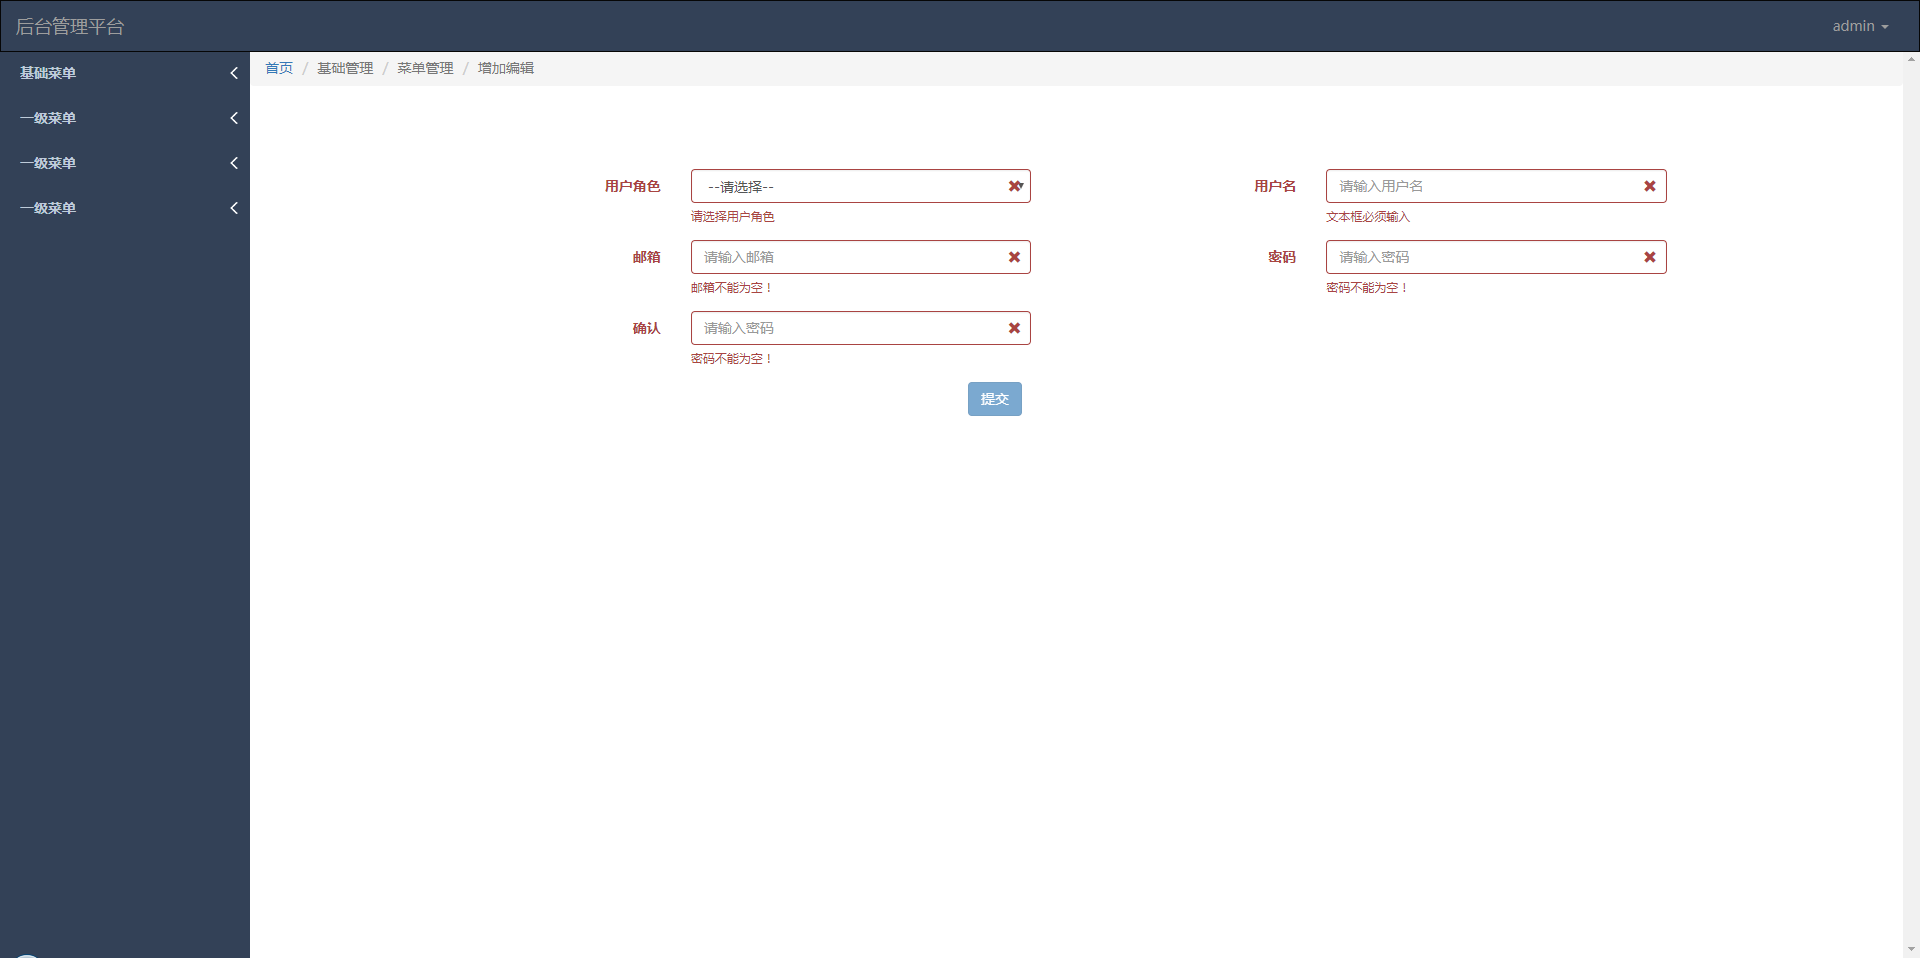 后台管理平台
admin
基础菜单
一级菜单
一级菜单
一级菜单
首页 / 基础管理 / 菜单管理 / 增加编辑
用户角色 --请选择--
请选择用户角色
用户名 请输入用户名
文本框必须输入
邮箱 请输入邮箱
邮箱不能为空！
密码 请输入密码
密码不能为空！
确认 请输入密码
密码不能为空！
提交